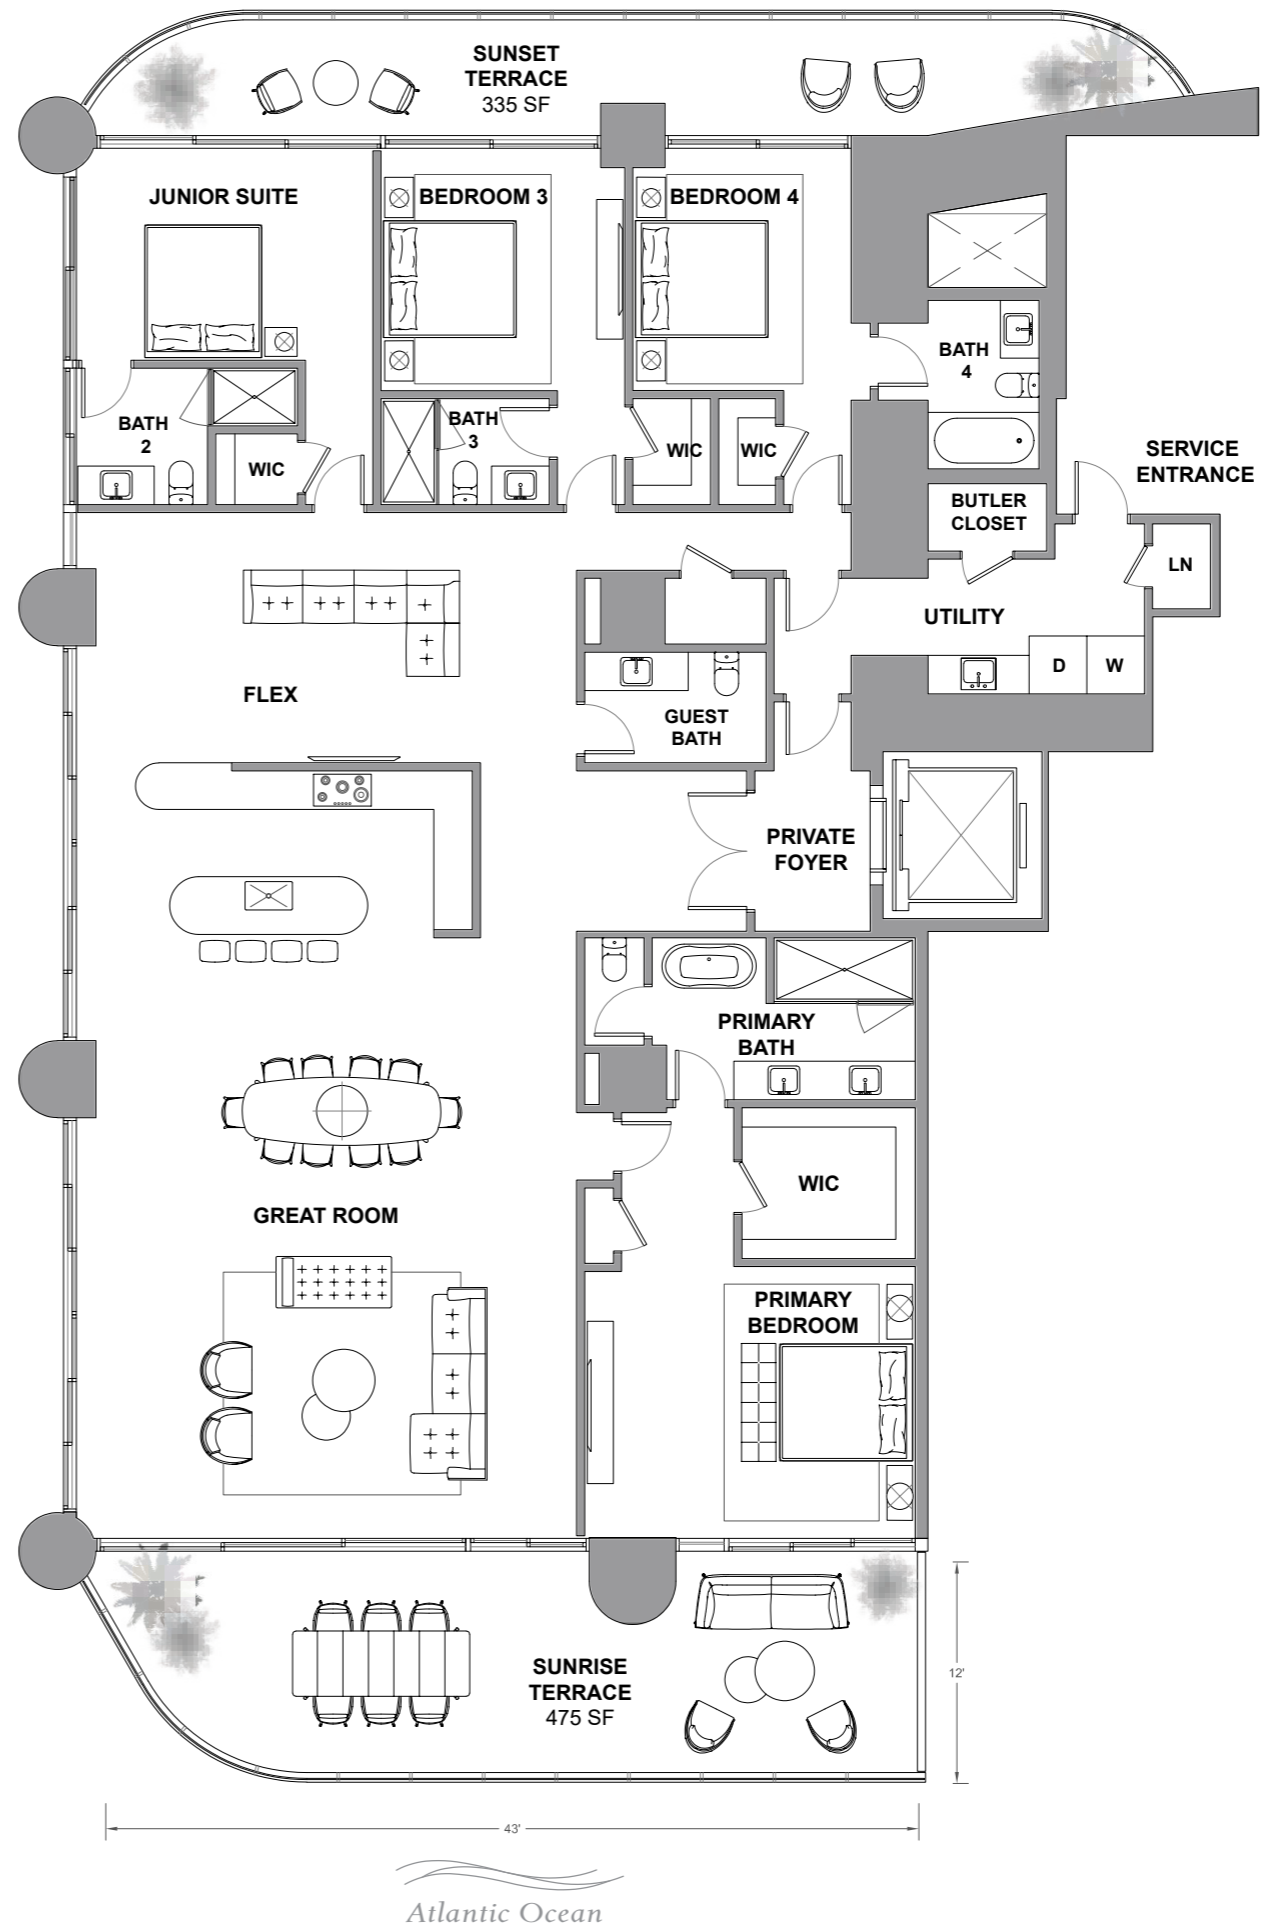 SUNSET
TERRACE
335 SF
JUNIOR SUITE
BEDROOM 3
BEDROOM 4
BATH
4
BATH
2
BATH
3
WIC
WIC
WIC
SERVICE
ENTRANCE
BUTLER
CLOSET
LN
UTILITY
D
W
FLEX
GUEST
BATH
PRIVATE
FOYER
PRIMARY
BATH
WIC
GREAT ROOM
PRIMARY
BEDROOM
SUNRISE
TERRACE
475 SF
12'
43'
Atlantic Ocean